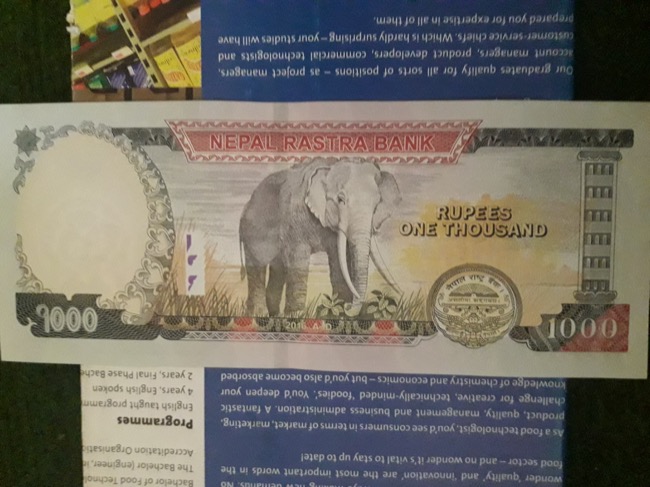 wonder 'quality' and 'innovation' are the most important words in the
food sector – and no wonder it's vital to stay up to date!
As a food technologist, you'd see consumers in terms of market, marketing,
product, quality, management and business administration. A fantastic
challenge for creative, technically-minded 'foodies'. You'd deepen your
knowledge of chemistry and economics – but you'd also become absorbed
Bachelor of Food Technol
The Bachelor (engineer,
Accreditation Organisati
Programmes
English taught programm
4 years, English spoken
2 years, Final Phase Bache
NEPAL RASTRA BANK
RUPEES
ONE THOUSAND
1000
1000
Our graduates qualify for all sorts of positions – as project managers,
account managers, product developers, commercial technologists and
customer-service chiefs. Which is hardly surprising – your studies will have
prepared you for expertise in all of them.